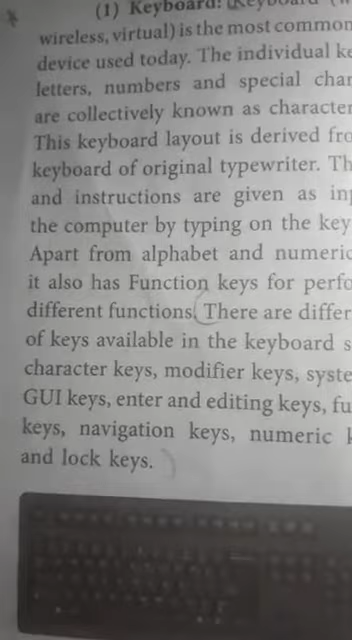 (1) Keyboard: Keyboard (w
wireless, virtual) is the most common
device used today. The individual ke
letters, numbers and special char
are collectively known as character
This keyboard layout is derived fro
keyboard of original typewriter. Th
and instructions are given as inp
the computer by typing on the key
Apart from alphabet and numeric
it also has Function keys for perfo
different functions. There are differ
of keys available in the keyboard s
character keys, modifier keys, syste
GUI keys, enter and editing keys, fu
keys, navigation keys, numeric k
and lock keys.